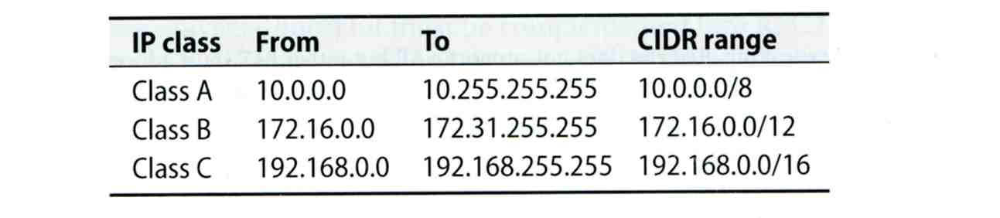 IP class From To CIDR range
Class A 10.0.0.0 10.255.255.255 10.0.0.0/8
Class B 172.16.0.0 172.31.255.255 172.16.0.0/12
Class C 192.168.0.0 192.168.255.255 192.168.0.0/16